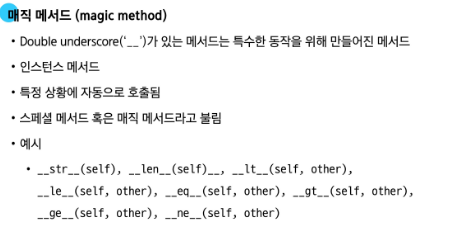 매직 메서드 (magic method)
• Double underscore('__')가 있는 메서드는 특수한 동작을 위해 만들어진 메서드
• 인스턴스 메서드
• 특정 상황에 자동으로 호출됨
• 스페셜 메서드 혹은 매직 메서드라고 불림
• 예시
• __str__(self), __len__(self)__, __lt__(self, other),
__le__(self, other), __eq__(self, other), __gt__(self, other),
__ge__(self, other), __ne__(self, other)